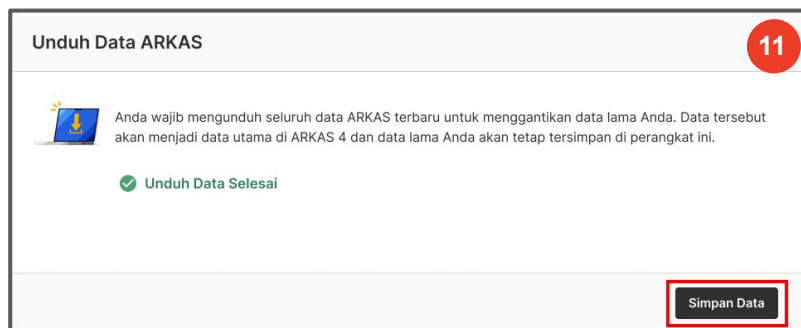 Unduh Data ARKAS
11
Anda wajib mengunduh seluruh data ARKAS terbaru untuk menggantikan data lama Anda. Data tersebut
akan menjadi data utama di ARKAS 4 dan data lama Anda akan tetap tersimpan di perangkat ini.
Unduh Data Selesai
Simpan Data